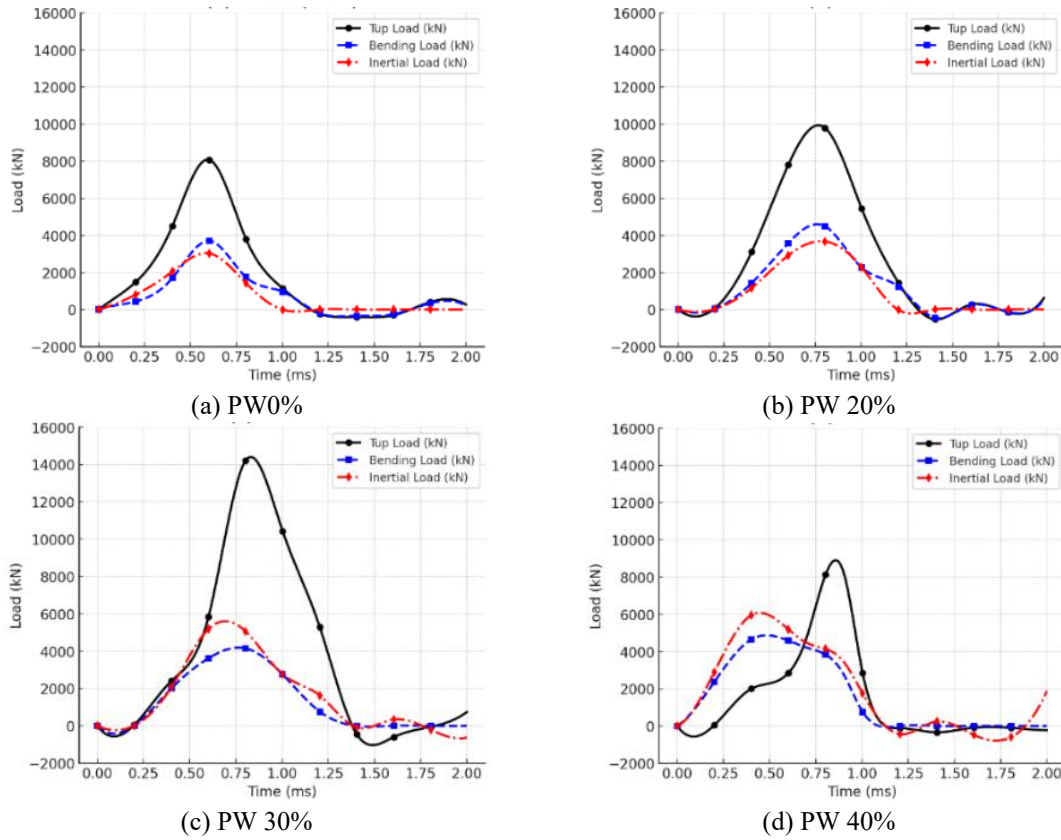 16000
14000
12000
10000
8000
6000
4000
2000
0
−2000
Load (kN)
0.00 0.25 0.50 0.75 1.00 1.25 1.50 1.75 2.00
Time (ms)
Tup Load (kN)
Bending Load (kN)
Inertial Load (kN)
(a) PW0%
16000
14000
12000
10000
8000
6000
4000
2000
0
−2000
Load (kN)
0.00 0.25 0.50 0.75 1.00 1.25 1.50 1.75 2.00
Time (ms)
Tup Load (kN)
Bending Load (kN)
Inertial Load (kN)
(b) PW 20%
16000
14000
12000
10000
8000
6000
4000
2000
0
−2000
Load (kN)
0.00 0.25 0.50 0.75 1.00 1.25 1.50 1.75 2.00
Time (ms)
Tup Load (kN)
Bending Load (kN)
Inertial Load (kN)
(c) PW 30%
16000
14000
12000
10000
8000
6000
4000
2000
0
−2000
Load (kN)
0.00 0.25 0.50 0.75 1.00 1.25 1.50 1.75 2.00
Time (ms)
Tup Load (kN)
Bending Load (kN)
Inertial Load (kN)
(d) PW 40%